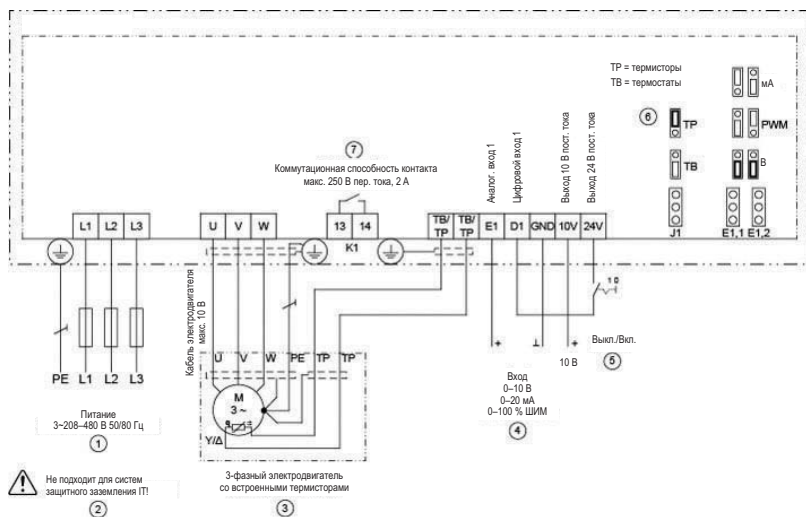 TP = термисторы
TB = термостаты
мА
6
TP
PWM
TB
В
J1
E1,1 E1,2
7
Коммутационная способность контакта
макс. 250 В пер. тока, 2 А
Аналог. вход 1
Цифровой вход 1
Выход 10 В пост. тока
Выход 24 В пост. тока
L1 L2 L3
U V W
13 14
K1
TB/TP TB/TP E1 D1 GND 10V 24V
1 0
Кабель электродвигателя
макс. 10 В
PE L1 L2 L3
U V W PE TP TP
M
3 ~
Y/Δ
+ ⊥ +
10 В
Выкл./Вкл.
5
Вход
0–10 В
0–20 мА
0–100 % ШИМ
4
Питание
3~208–480 В 50/80 Гц
1
Не подходит для систем
защитного заземления IT!
2
3-фазный электродвигатель
со встроенными термисторами
3